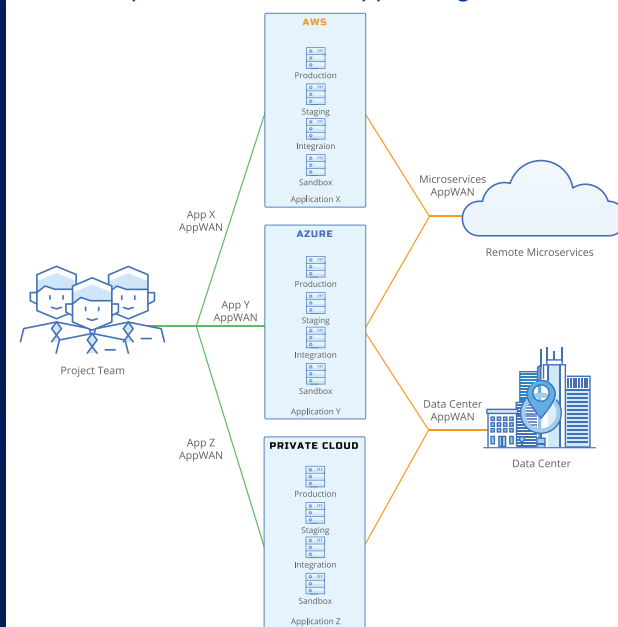 AWS
Production
Staging
Integraion
Sandbox
Application X
Microservices
AppWAN
Remote Microservices
App X
AppWAN
AZURE
Production
Staging
Integration
Sandbox
Application Y
App Y
AppWAN
Project Team
Data Center
AppWAN
Data Center
App Z
AppWAN
PRIVATE CLOUD
Production
Staging
Integration
Sandbox
Application Z